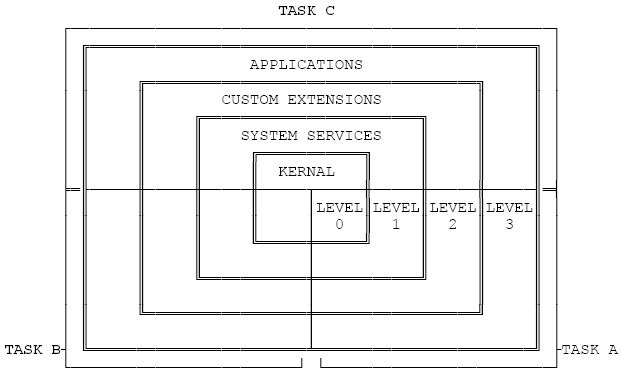 TASK C
APPLICATIONS
CUSTOM EXTENSIONS
SYSTEM SERVICES
KERNAL
LEVEL LEVEL LEVEL LEVEL
0 1 2 3
TASK B
TASK A